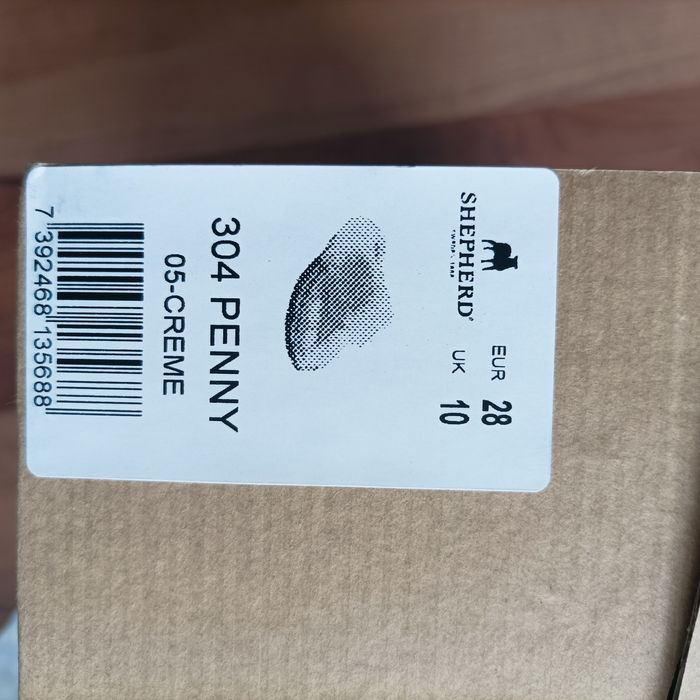 SHEPHERD
EUR 28
UK 10
304 PENNY
05-CREME
7 392468 135688